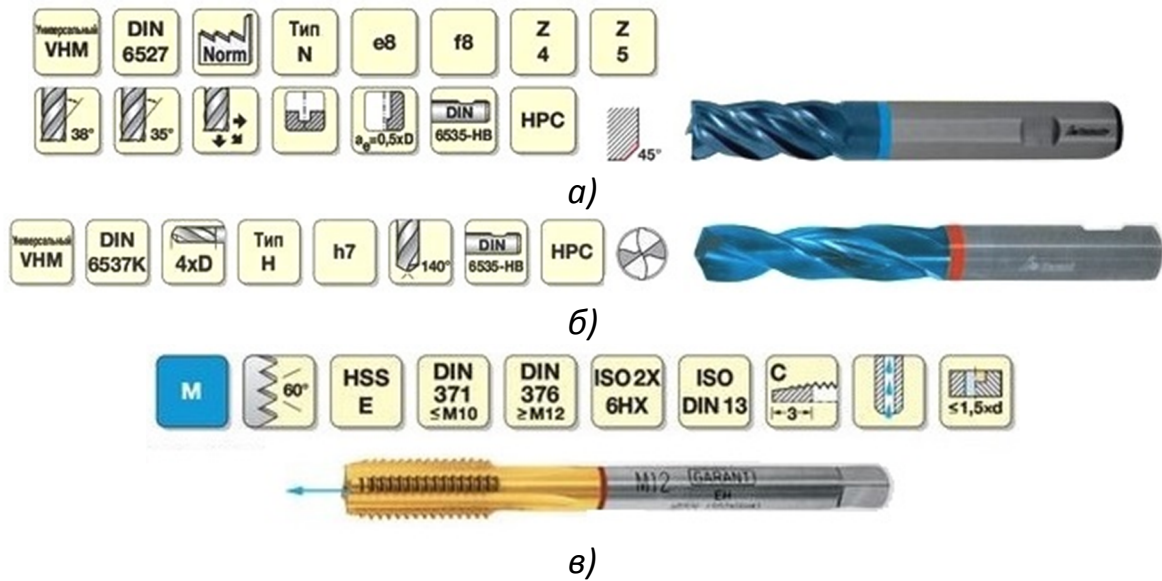 Универсальный
VHM
DIN
6527
Norm
Тип
N
e8
f8
Z
4
Z
5
38°
35°
ae=0,5xD
DIN
6535-HB
HPC
45°
а)
Универсальный
VHM
DIN
6537K
4xD
Тип
H
h7
140°
DIN
6535-HB
HPC
б)
M
60°
HSS
E
DIN
371
≤M10
DIN
376
≥M12
ISO 2X
6HX
ISO
DIN 13
C
3
≤1,5xd
M12 GARANT
EH
в)